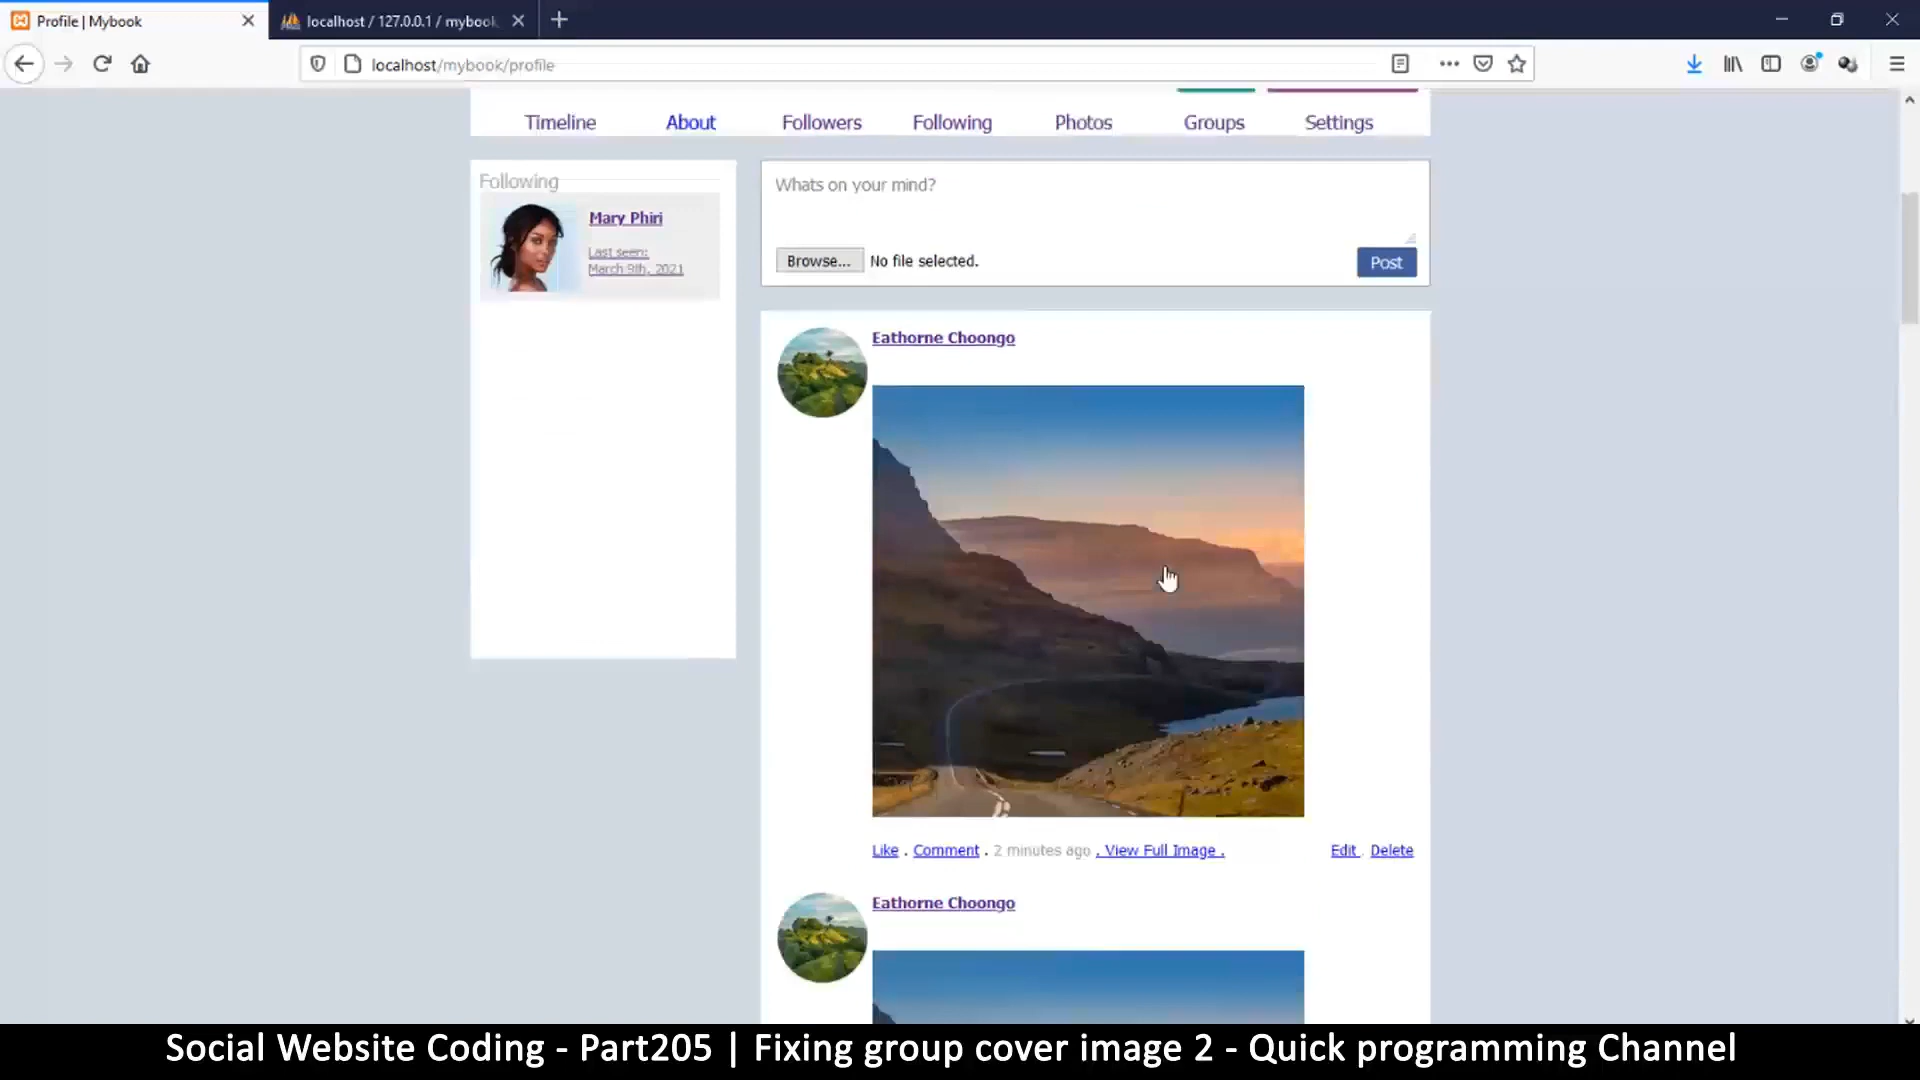 Profile | Mybook
localhost / 127.0.0.1 / mybook
localhost/mybook/profile
Timeline About Followers Following Photos Groups Settings
Following
Mary Phiri
Last seen:
March 9th, 2021
Whats on your mind?
Browse... No file selected.
Post
Eathorne Choongo
Like . Comment . 2 minutes ago . View Full Image . Edit . Delete
Eathorne Choongo
Social Website Coding - Part205 | Fixing group cover image 2 - Quick programming Channel